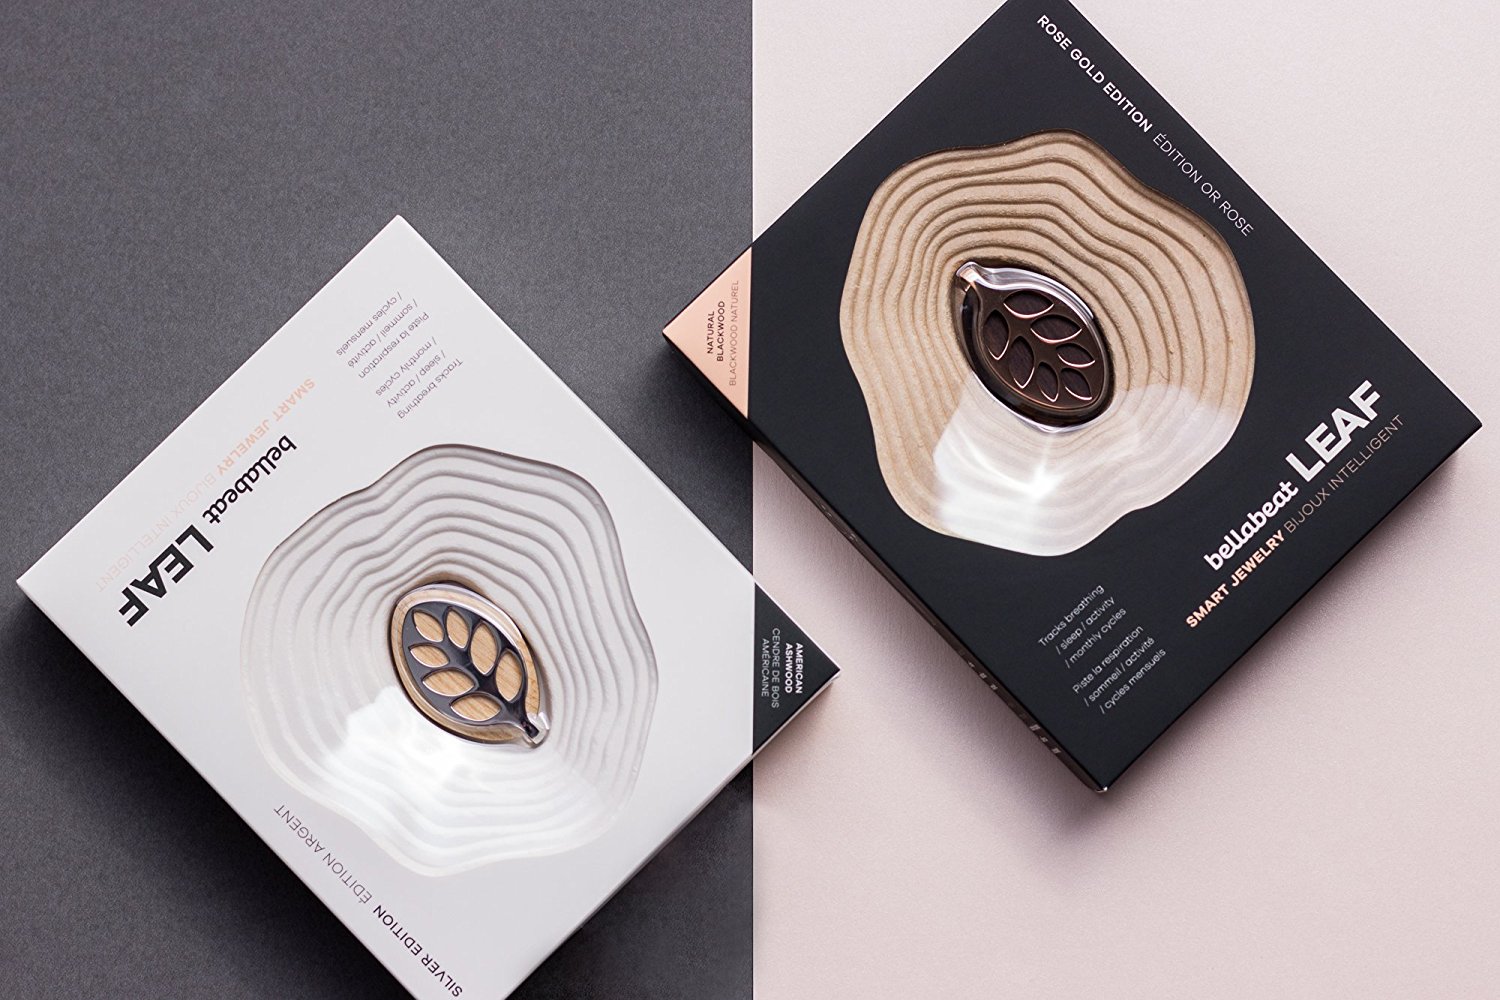 SILVER EDITION ÉDITION ARGENT
bellabeat LEAF
SMART JEWELRY BIJOUX INTELLIGENT
Tracks breathing
/ sleep / activity
/ monthly cycles
Piste la respiration
/ sommeil / activité
/ cycles mensuels
AMERICAN
ASHWOOD
CENDRE DE BOIS
AMÉRICAINE
ROSE GOLD EDITION ÉDITION OR ROSE
NATURAL
BLACKWOOD
BLACKWOOD NATUREL
bellabeat LEAF
SMART JEWELRY BIJOUX INTELLIGENT
Tracks breathing
/ sleep / activity
/ monthly cycles
Piste la respiration
/ sommeil / activité
/ cycles mensuels